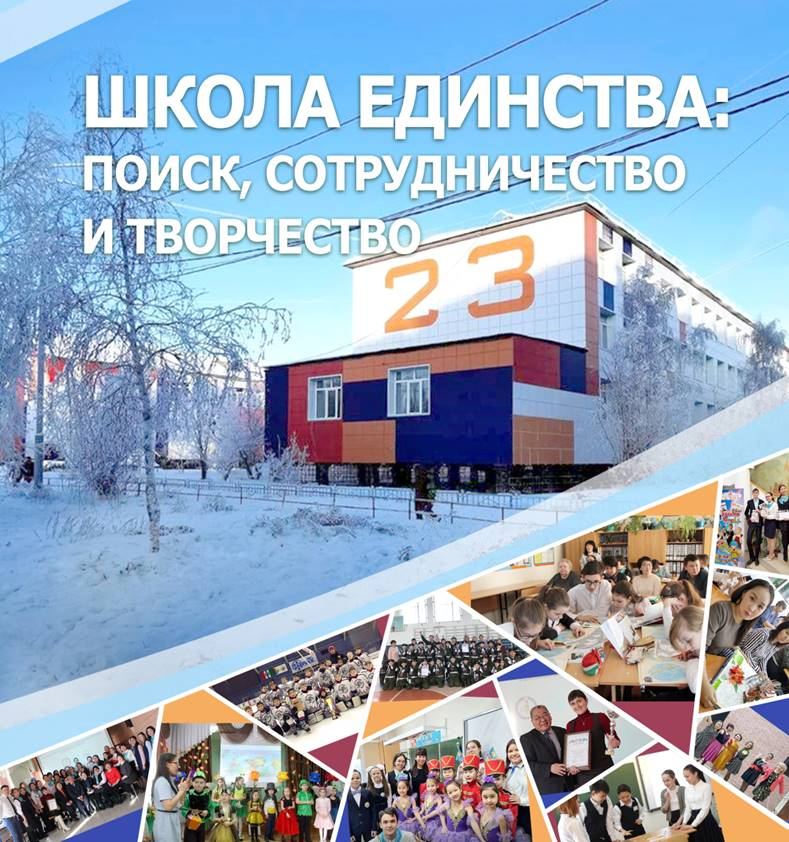 ШКОЛА ЕДИНСТВА:
ПОИСК, СОТРУДНИЧЕСТВО
И ТВОРЧЕСТВО
23